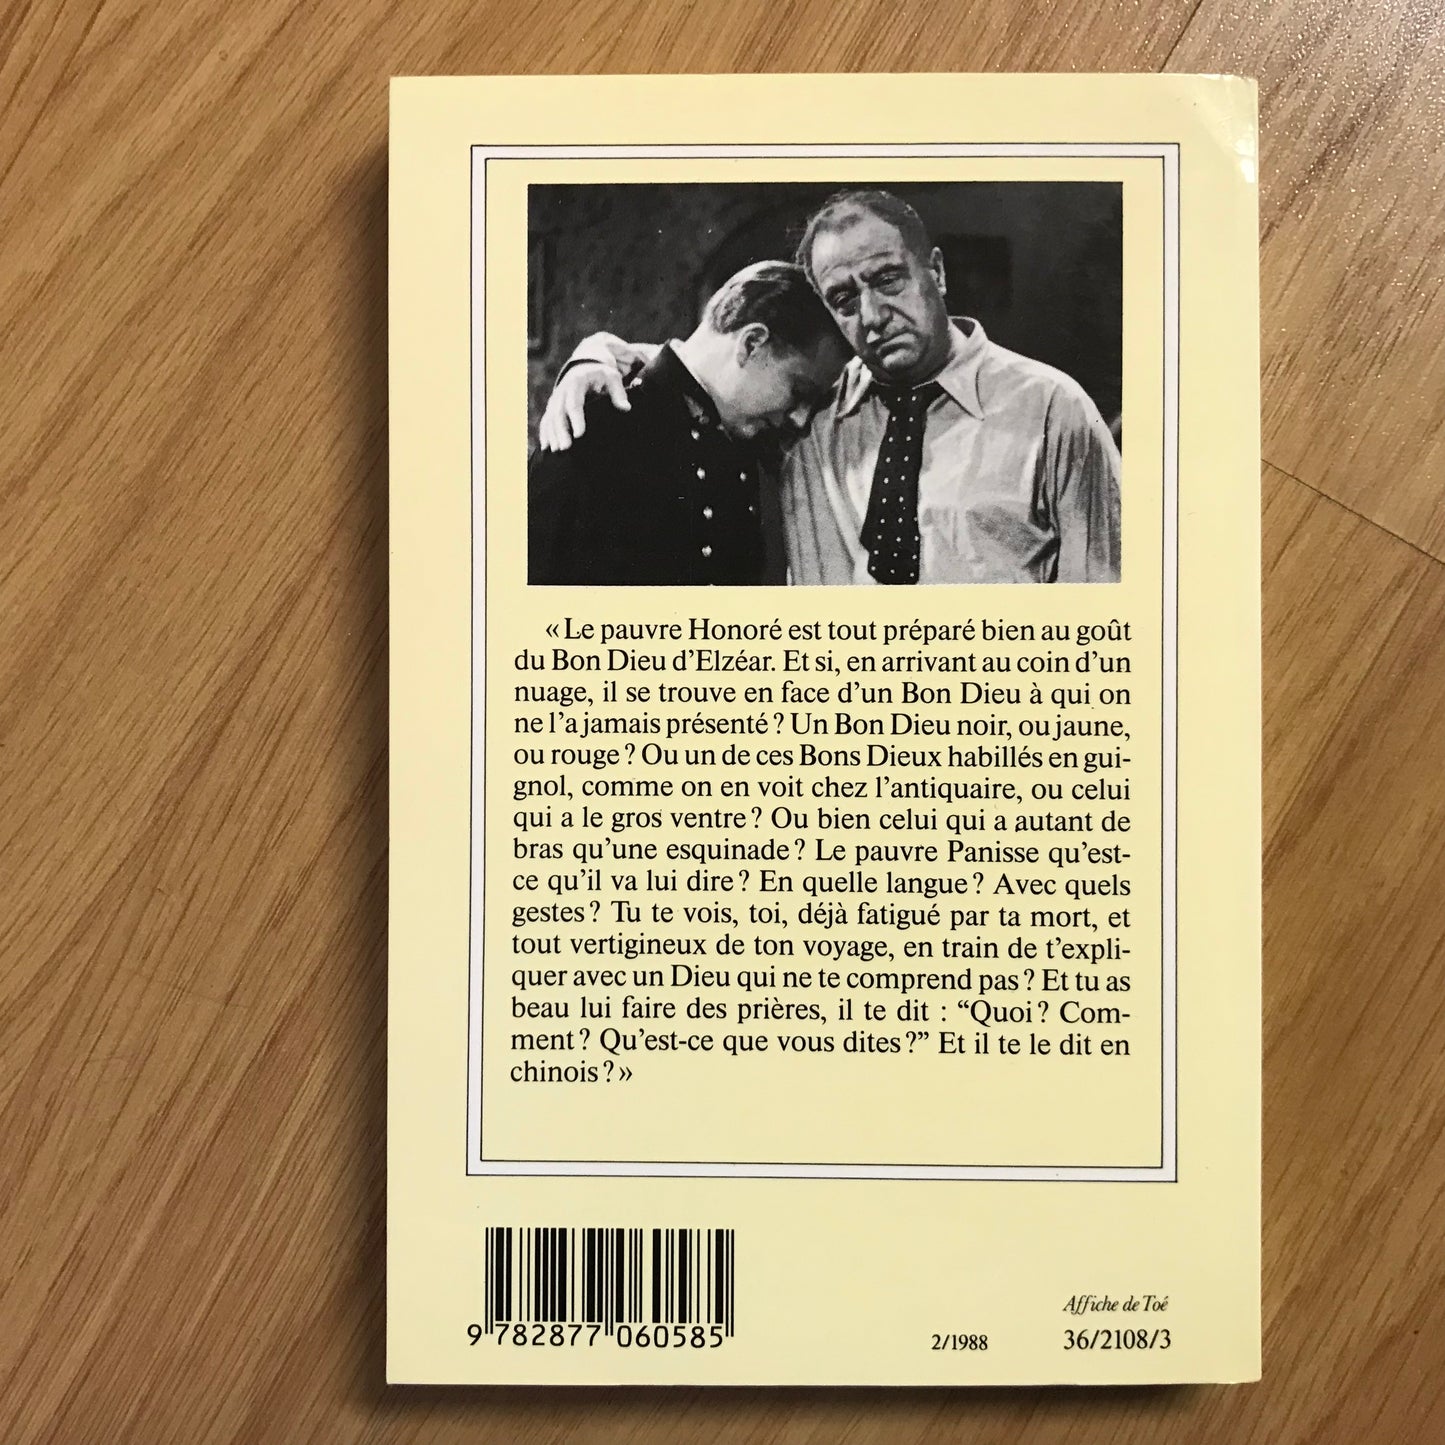 « Le pauvre Honoré est tout préparé bien au goût
du Bon Dieu d'Elzéar. Et si, en arrivant au coin d'un
nuage, il se trouve en face d'un Bon Dieu à qui on
ne l'a jamais présenté ? Un Bon Dieu noir, ou jaune,
ou rouge ? Ou un de ces Bons Dieux habillés en gui-
gnol, comme on en voit chez l'antiquaire, ou celui
qui a le gros ventre ? Ou bien celui qui a autant de
bras qu'une esquinade ? Le pauvre Panisse qu'est-
ce qu'il va lui dire ? En quelle langue ? Avec quels
gestes ? Tu te vois, toi, déjà fatigué par ta mort, et
tout vertigineux de ton voyage, en train de t'expli-
quer avec un Dieu qui ne te comprend pas ? Et tu as
beau lui faire des prières, il te dit : “Quoi ? Com-
ment ? Qu'est-ce que vous dites ?” Et il te le dit en
chinois ? »
Affiche de Toé
9 782877 060585
2/1988
36/2108/3